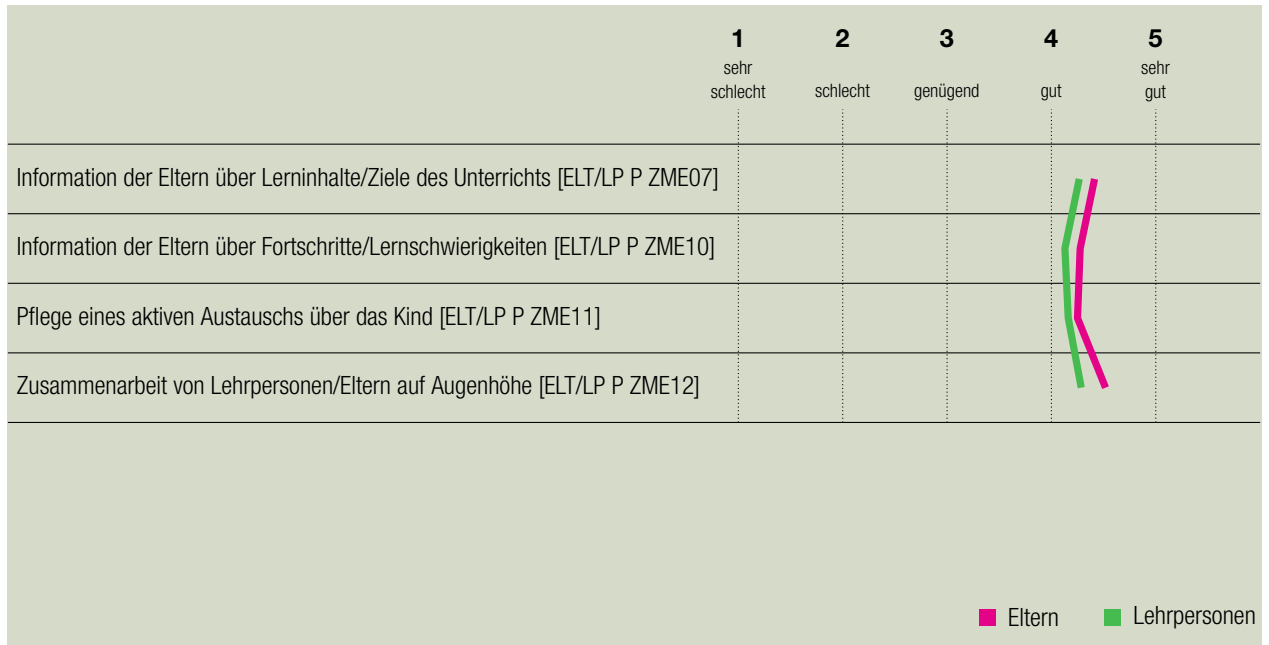 1 2 3 4 5
sehr schlecht schlecht genügend gut sehr gut
Information der Eltern über Lerninhalte/Ziele des Unterrichts [ELT/LP P ZME07]
Information der Eltern über Fortschritte/Lernschwierigkeiten [ELT/LP P ZME10]
Pflege eines aktiven Austauschs über das Kind [ELT/LP P ZME11]
Zusammenarbeit von Lehrpersonen/Eltern auf Augenhöhe [ELT/LP P ZME12]
Eltern Lehrpersonen